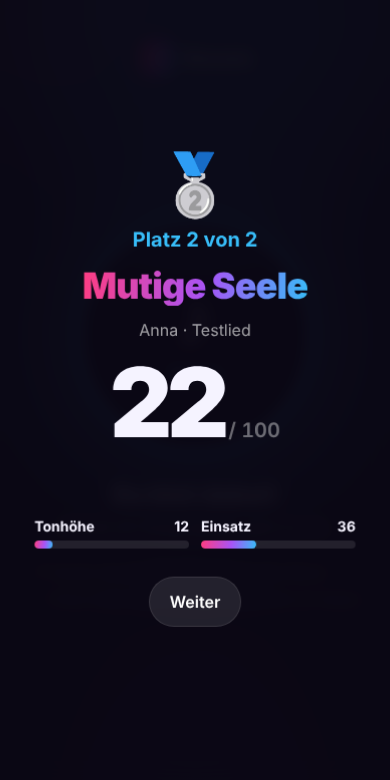 2
Platz 2 von 2
Mutige Seele
Anna · Testlied
22 / 100
Tonhöhe 12 Einsatz 36
Weiter